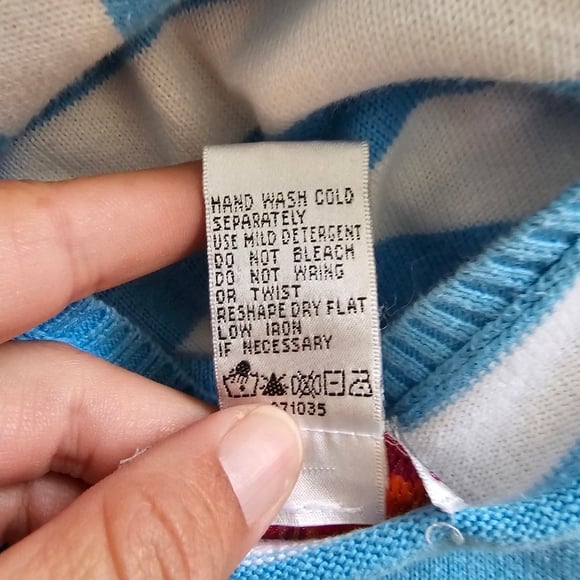 HAND WASH COLD
SEPARATELY
USE MILD DETERGENT
DO NOT BLEACH
DO NOT WRING
OR TWIST
RESHAPE DRY FLAT
LOW IRON
IF NECESSARY
071035